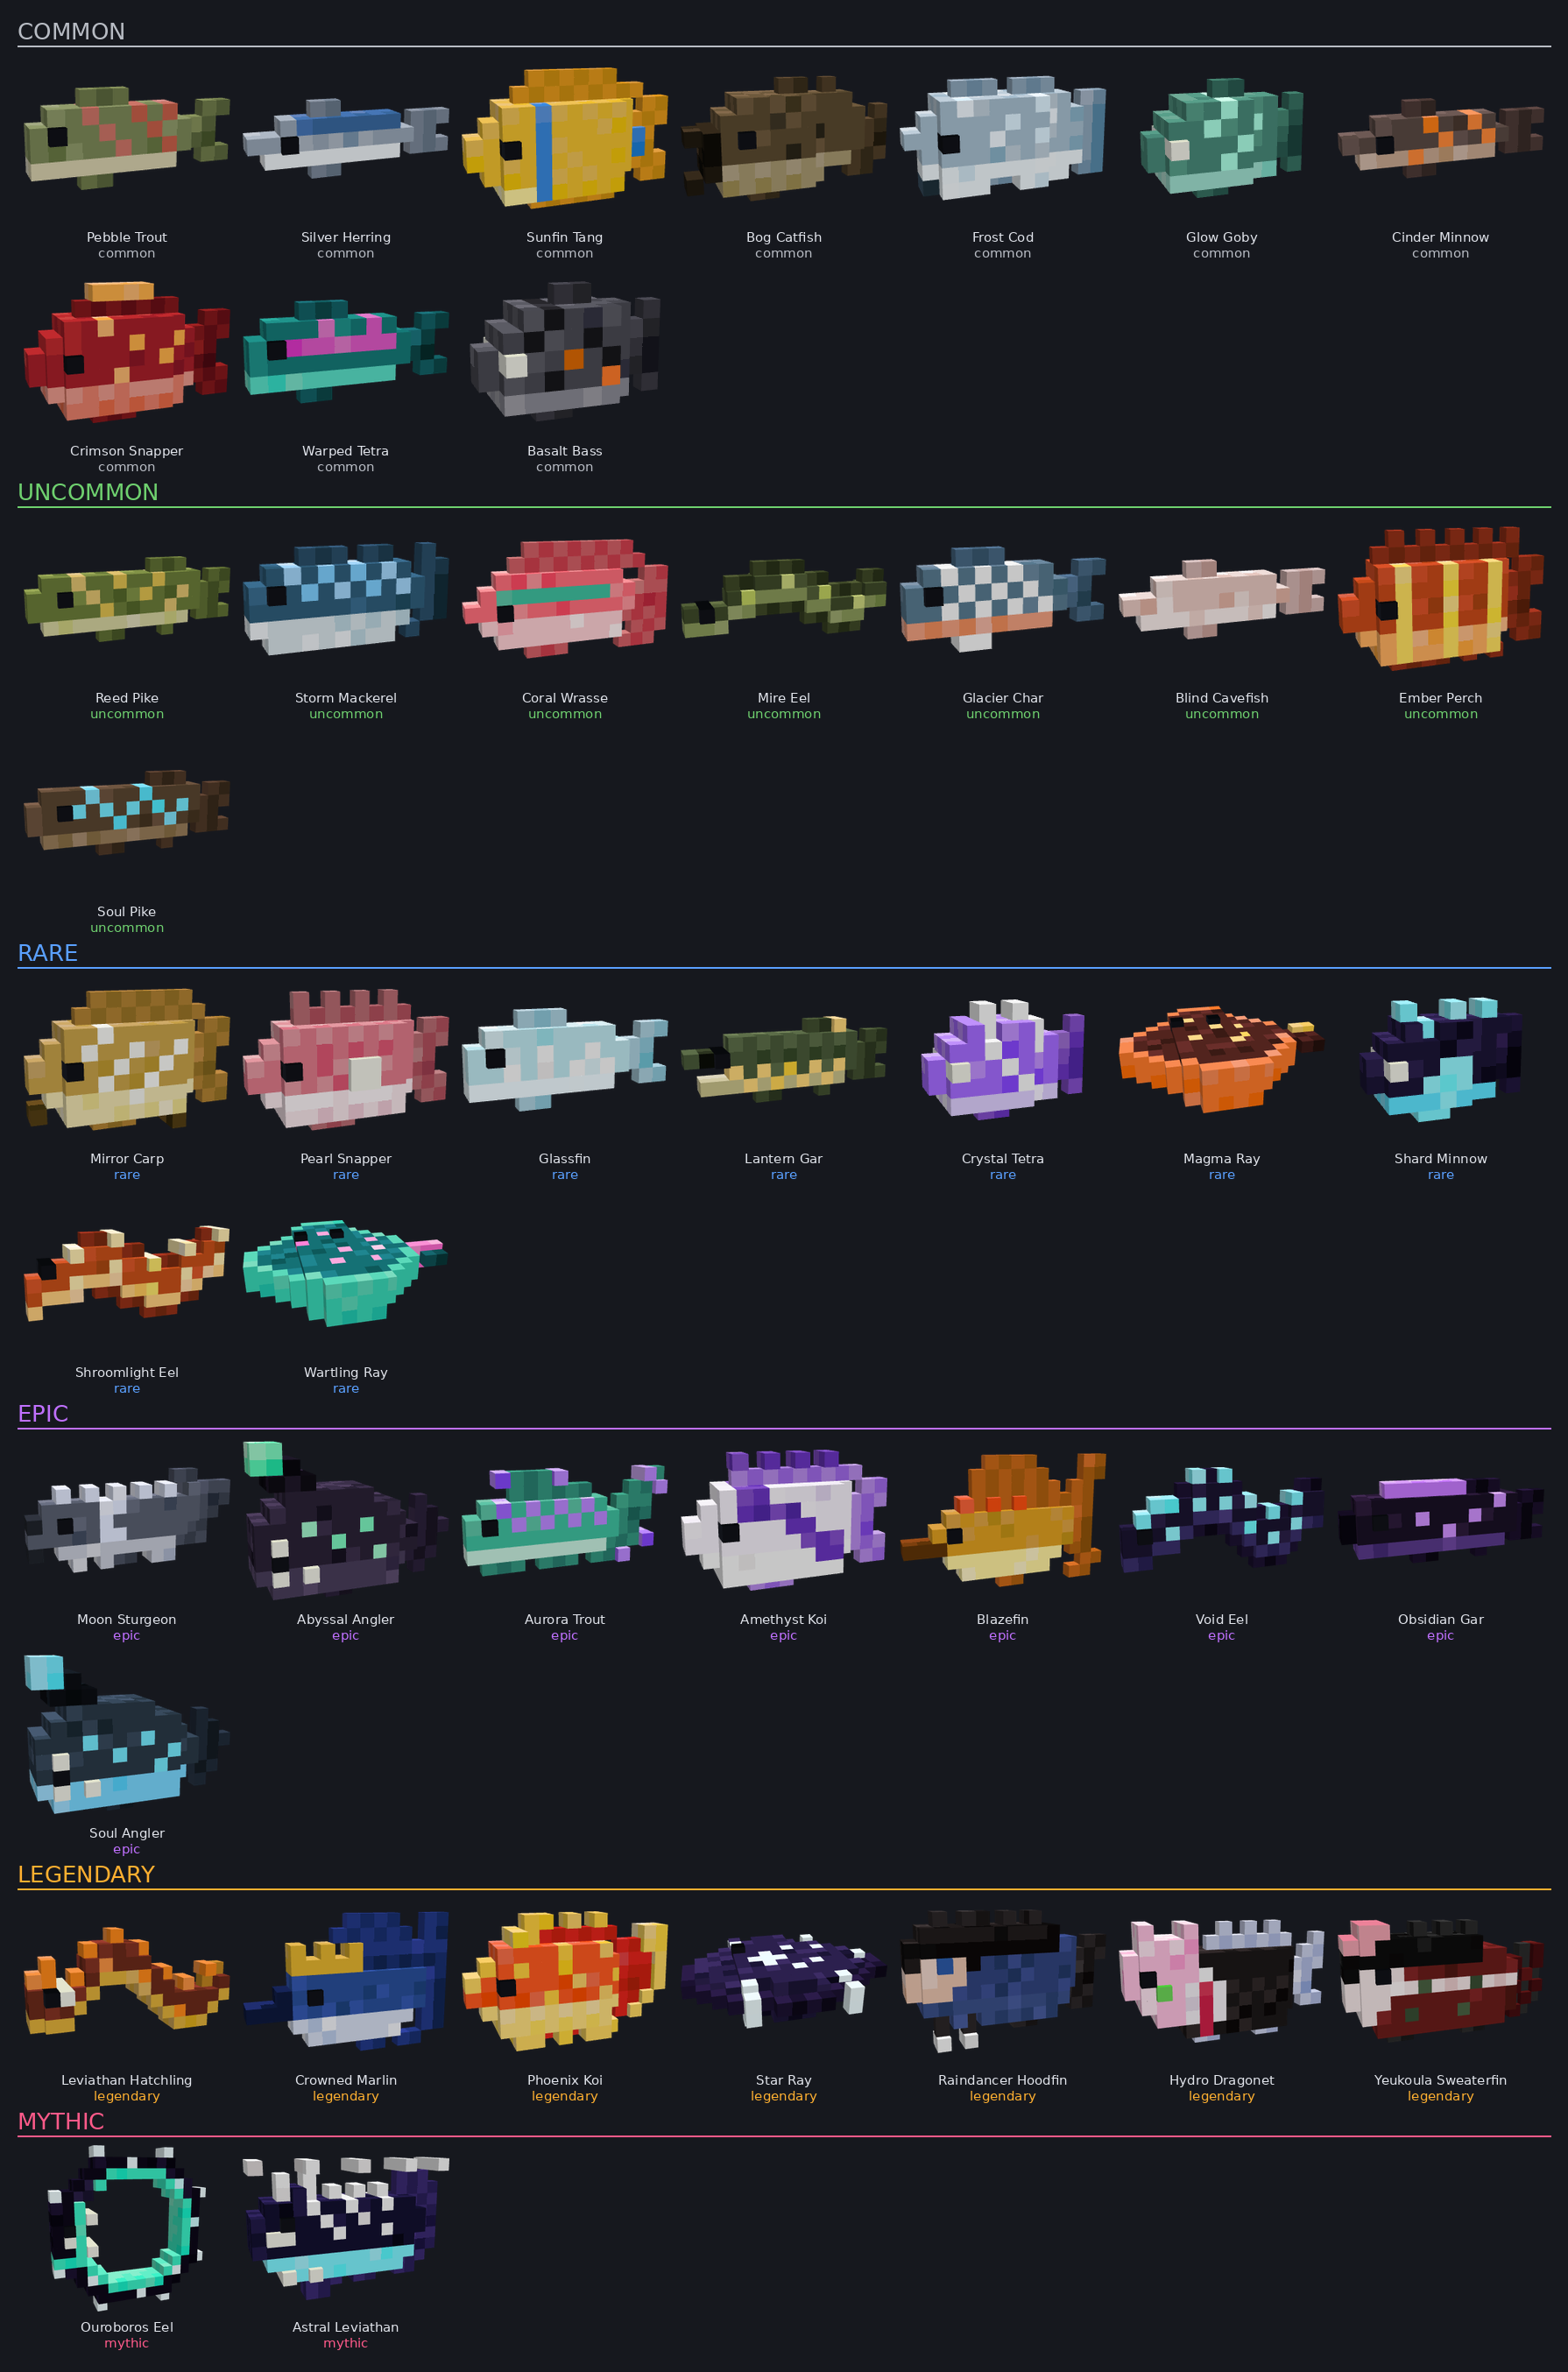 COMMON
Pebble Trout
common
Silver Herring
common
Sunfin Tang
common
Bog Catfish
common
Frost Cod
common
Glow Goby
common
Cinder Minnow
common
Crimson Snapper
common
Warped Tetra
common
Basalt Bass
common
UNCOMMON
Reed Pike
uncommon
Storm Mackerel
uncommon
Coral Wrasse
uncommon
Mire Eel
uncommon
Glacier Char
uncommon
Blind Cavefish
uncommon
Ember Perch
uncommon
Soul Pike
uncommon
RARE
Mirror Carp
rare
Pearl Snapper
rare
Glassfin
rare
Lantern Gar
rare
Crystal Tetra
rare
Magma Ray
rare
Shard Minnow
rare
Shroomlight Eel
rare
Wartling Ray
rare
EPIC
Moon Sturgeon
epic
Abyssal Angler
epic
Aurora Trout
epic
Amethyst Koi
epic
Blazefin
epic
Void Eel
epic
Obsidian Gar
epic
Soul Angler
epic
LEGENDARY
Leviathan Hatchling
legendary
Crowned Marlin
legendary
Phoenix Koi
legendary
Star Ray
legendary
Raindancer Hoodfin
legendary
Hydro Dragonet
legendary
Yeukoula Sweaterfin
legendary
MYTHIC
Ouroboros Eel
mythic
Astral Leviathan
mythic